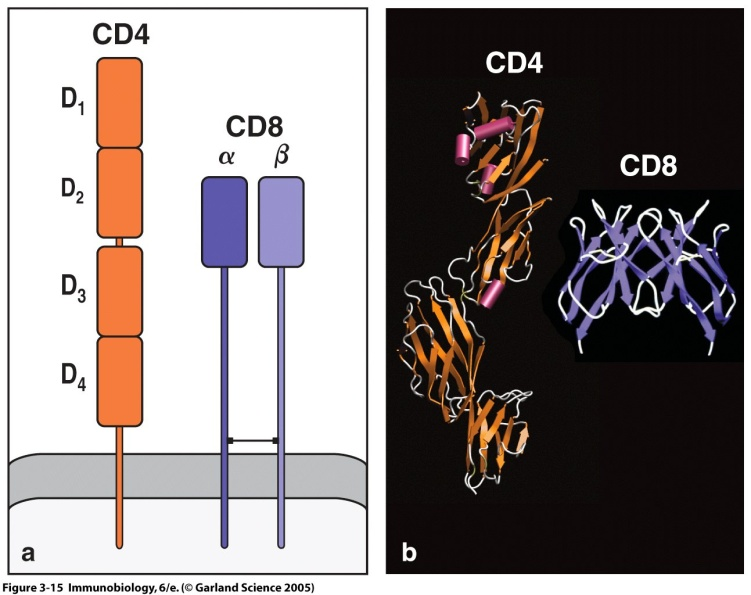 CD4
D1
D2
D3
D4
CD8
α β
a
CD4
CD8
b
Figure 3-15 Immunobiology, 6/e. (© Garland Science 2005)